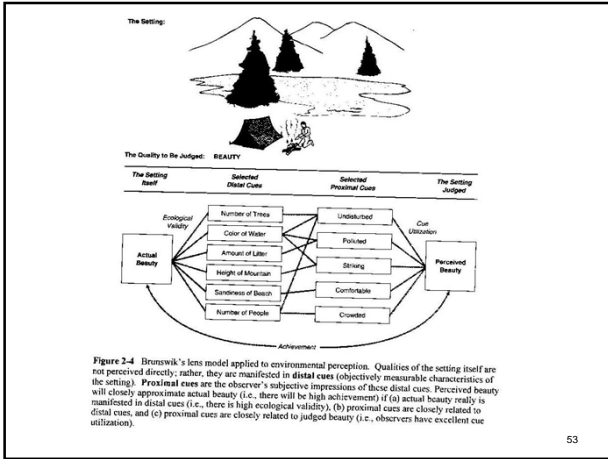 The Setting:
The Quality to Be Judged: BEAUTY
The Setting Itself
Selected Distal Cues
Selected Proximal Cues
The Setting Judged
Ecological Validity
Number of Trees
Color of Water
Amount of Litter
Height of Mountain
Sandiness of Beach
Number of People
Actual Beauty
Undisturbed
Polluted
Striking
Comfortable
Crowded
Cue Utilization
Perceived Beauty
Achievement
Figure 2-4 Brunswik's lens model applied to environmental perception. Qualities of the setting itself are
not perceived directly; rather, they are manifested in distal cues (objectively measurable characteristics of
the setting). Proximal cues are the observer's subjective impressions of these distal cues. Perceived beauty
will closely approximate actual beauty (i.e., there will be high achievement) if (a) actual beauty really is
manifested in distal cues (i.e., there is high ecological validity), (b) proximal cues are closely related to
distal cues, and (c) proximal cues are closely related to judged beauty (i.e., observers have excellent cue
utilization).
53